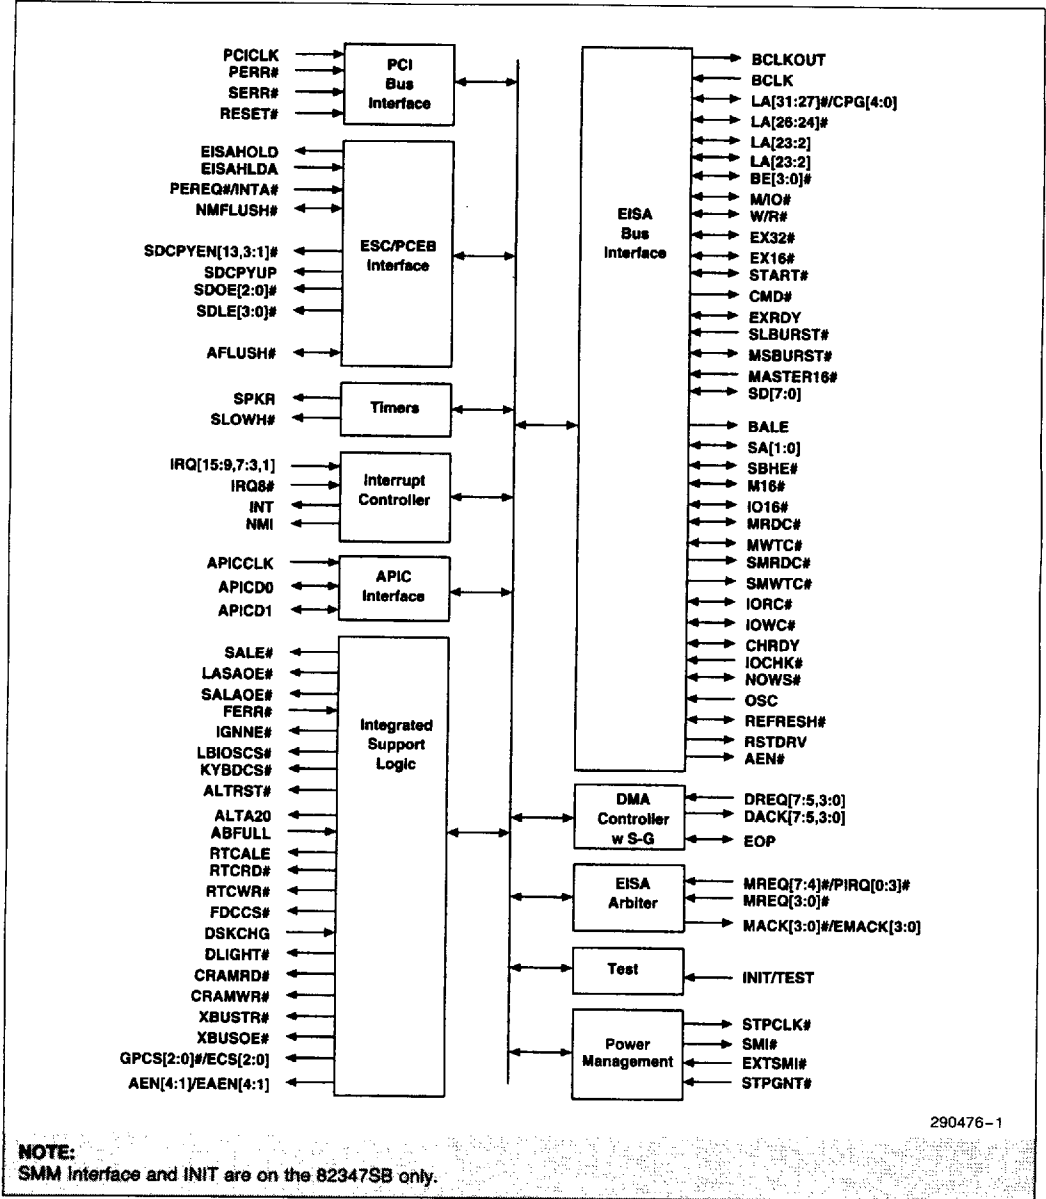 PCICLK
PERR#
SERR#
RESET#
PCI
Bus
Interface
EISAHOLD
EISAHLDA
PEREQ#/INTA#
NMFLUSH#
SDCPYEN[13,3:1]#
SDCPYUP
SDOE[2:0]#
SDLE[3:0]#
AFLUSH#
ESC/PCEB
Interface
SPKR
SLOWH#
Timers
IRQ[15:9,7:3,1]
IRQ8#
INT
NMI
Interrupt
Controller
APICCLK
APICD0
APICD1
APIC
Interface
SALE#
LASAOE#
SALAOE#
FERR#
IGNNE#
LBIOSCS#
KYBDCS#
ALTRST#
ALTA20
ABFULL
RTCALE
RTCRD#
RTCWR#
FDCCS#
DSKCHG
DLIGHT#
CRAMRD#
CRAMWR#
XBUSTR#
XBUSOE#
GPCS[2:0]#/ECS[2:0]
AEN[4:1]/EAEN[4:1]
Integrated
Support
Logic
EISA
Bus
Interface
BCLKOUT
BCLK
LA[31:27]#/CPG[4:0]
LA[26:24]#
LA[23:2]
LA[23:2]
BE[3:0]#
M/IO#
W/R#
EX32#
EX16#
START#
CMD#
EXRDY
SLBURST#
MSBURST#
MASTER16#
SD[7:0]
BALE
SA[1:0]
SBHE#
M16#
IO16#
MRDC#
MWTC#
SMRDC#
SMWTC#
IORC#
IOWC#
CHRDY
IOCHK#
NOWS#
OSC
REFRESH#
RSTDRV
AEN#
DMA
Controller
w S-G
DREQ[7:5,3:0]
DACK[7:5,3:0]
EOP
EISA
Arbiter
MREQ[7:4]#/PIRQ[0:3]#
MREQ[3:0]#
MACK[3:0]#/EMACK[3:0]
Test
INIT/TEST
Power
Management
STPCLK#
SMI#
EXTSMI#
STPGNT#
290476-1
NOTE:
SMM Interface and INIT are on the 82347SB only.